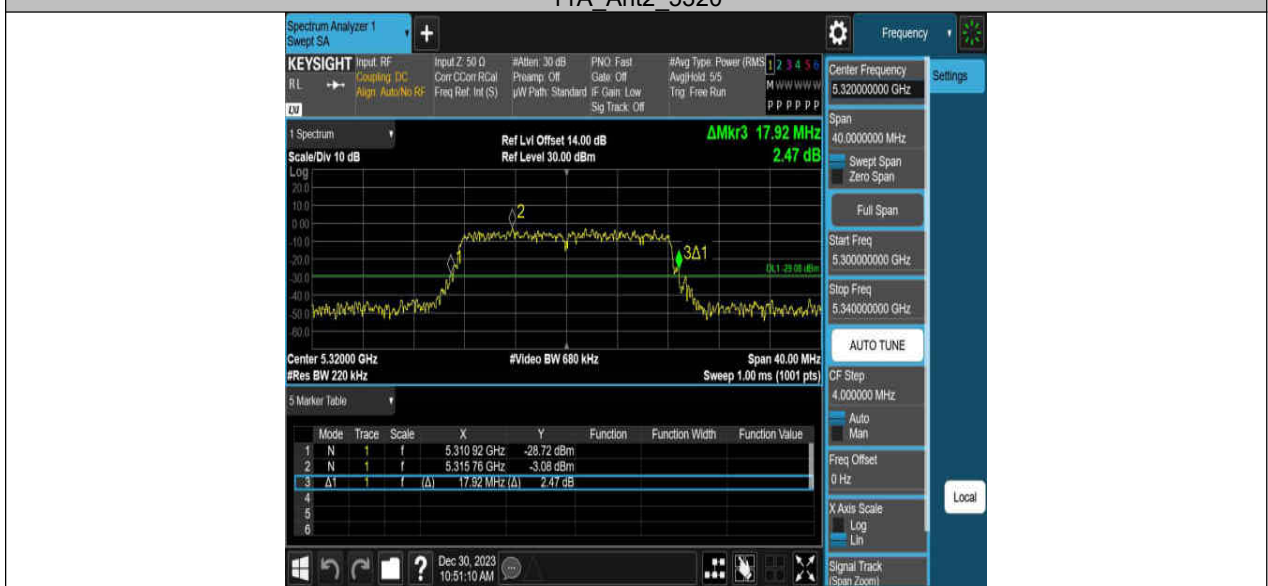 11A_Ant2_5320
Spectrum Analyzer 1
Swept SA
+
Frequency
KEYSIGHT
RL
LXI
Input: RF
Coupling: DC
Align: Auto/No RF
Input Z: 50 Ω
Corr CCorr RCal
Freq Ref: Int (S)
#Atten: 30 dB
Preamp: Off
µW Path: Standard
PNO: Fast
Gate: Off
IF Gain: Low
Sig Track: Off
#Avg Type: Power (RMS
Avg|Hold: 5/5
Trig: Free Run
1 2 3 4 5 6
M W W W W W
P P P P P P
Center Frequency
5.320000000 GHz
Settings
Span
40.0000000 MHz
Swept Span
Zero Span
Full Span
Start Freq
5.300000000 GHz
Stop Freq
5.340000000 GHz
AUTO TUNE
CF Step
4.000000 MHz
Auto
Man
Freq Offset
0 Hz
X Axis Scale
Log
Lin
Signal Track
(Span Zoom)
Local
1 Spectrum
Scale/Div 10 dB
Log
Ref Lvl Offset 14.00 dB
Ref Level 30.00 dBm
ΔMkr3 17.92 MHz
2.47 dB
20.0
10.0
0.00
-10.0
-20.0
-30.0
-40.0
-50.0
-60.0
2
3Δ1
DL1 -29.08 dBm
Center 5.32000 GHz
#Video BW 680 kHz
Span 40.00 MHz
#Res BW 220 kHz
Sweep 1.00 ms (1001 pts)
5 Marker Table
Mode Trace Scale X Y Function Function Width Function Value
1 N 1 f 5.310 92 GHz -28.72 dBm
2 N 1 f 5.315 76 GHz -3.08 dBm
3 Δ1 1 f (Δ) 17.92 MHz (Δ) 2.47 dB
4
5
6
?
Dec 30, 2023
10:51:10 AM